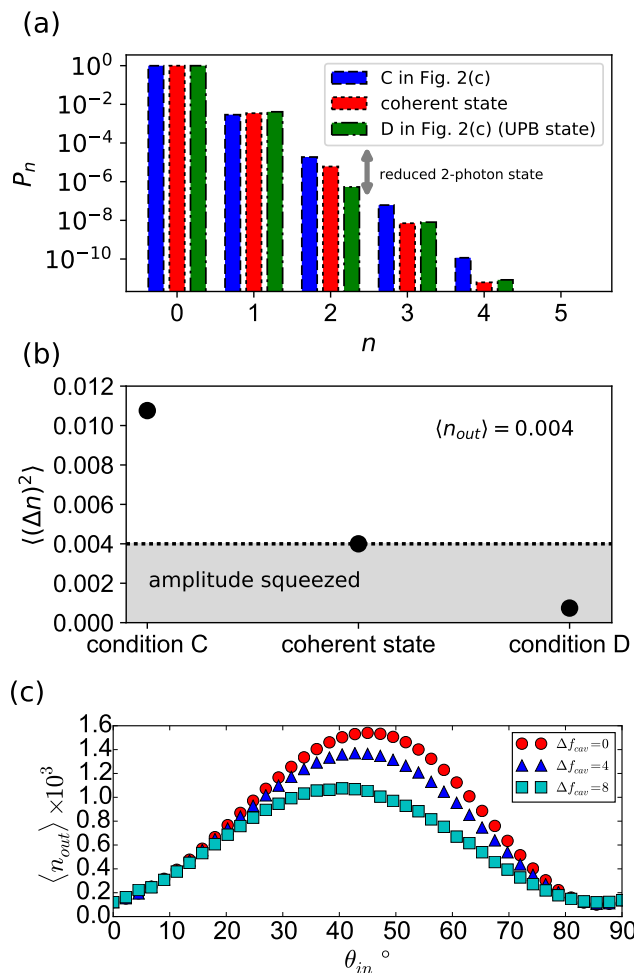 (a)
10⁰
10⁻²
10⁻⁴
10⁻⁶
10⁻⁸
10⁻¹⁰
Pₙ
C in Fig. 2(c)
coherent state
D in Fig. 2(c) (UPB state)
reduced 2-photon state
0 1 2 3 4 5
n
(b)
0.012
0.010
0.008
0.006
0.004
0.002
0.000
⟨(Δn)²⟩
⟨n_out⟩ = 0.004
amplitude squeezed
condition C coherent state condition D
(c)
1.6
1.4
1.2
1.0
0.8
0.6
0.4
0.2
0.0
⟨n_out⟩ ×10³
Δf_cav=0
Δf_cav=4
Δf_cav=8
0 10 20 30 40 50 60 70 80 90
θ_in °